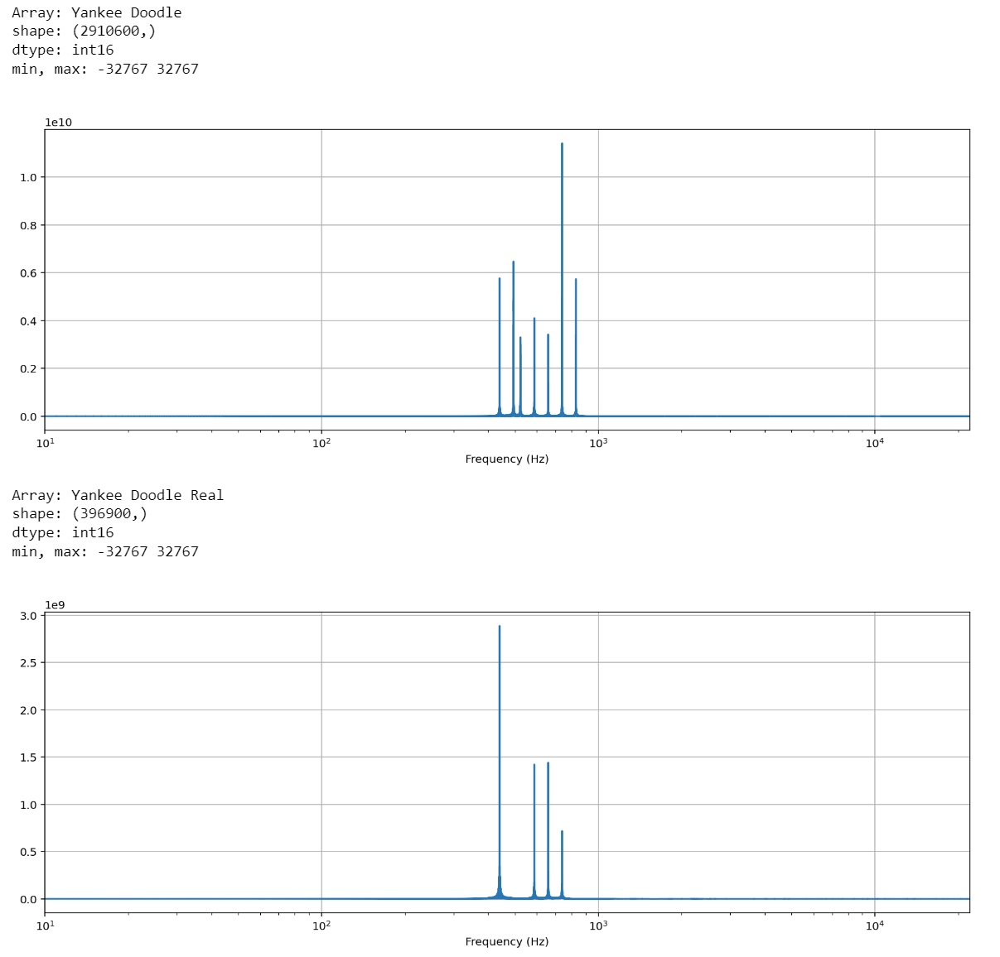 Array: Yankee Doodle
shape: (2910600,)
dtype: int16
min, max: -32767 32767
1e10
1.0
0.8
0.6
0.4
0.2
0.0
10¹ 10² 10³ 10⁴
Frequency (Hz)
Array: Yankee Doodle Real
shape: (396900,)
dtype: int16
min, max: -32767 32767
1e9
3.0
2.5
2.0
1.5
1.0
0.5
0.0
10¹ 10² 10³ 10⁴
Frequency (Hz)